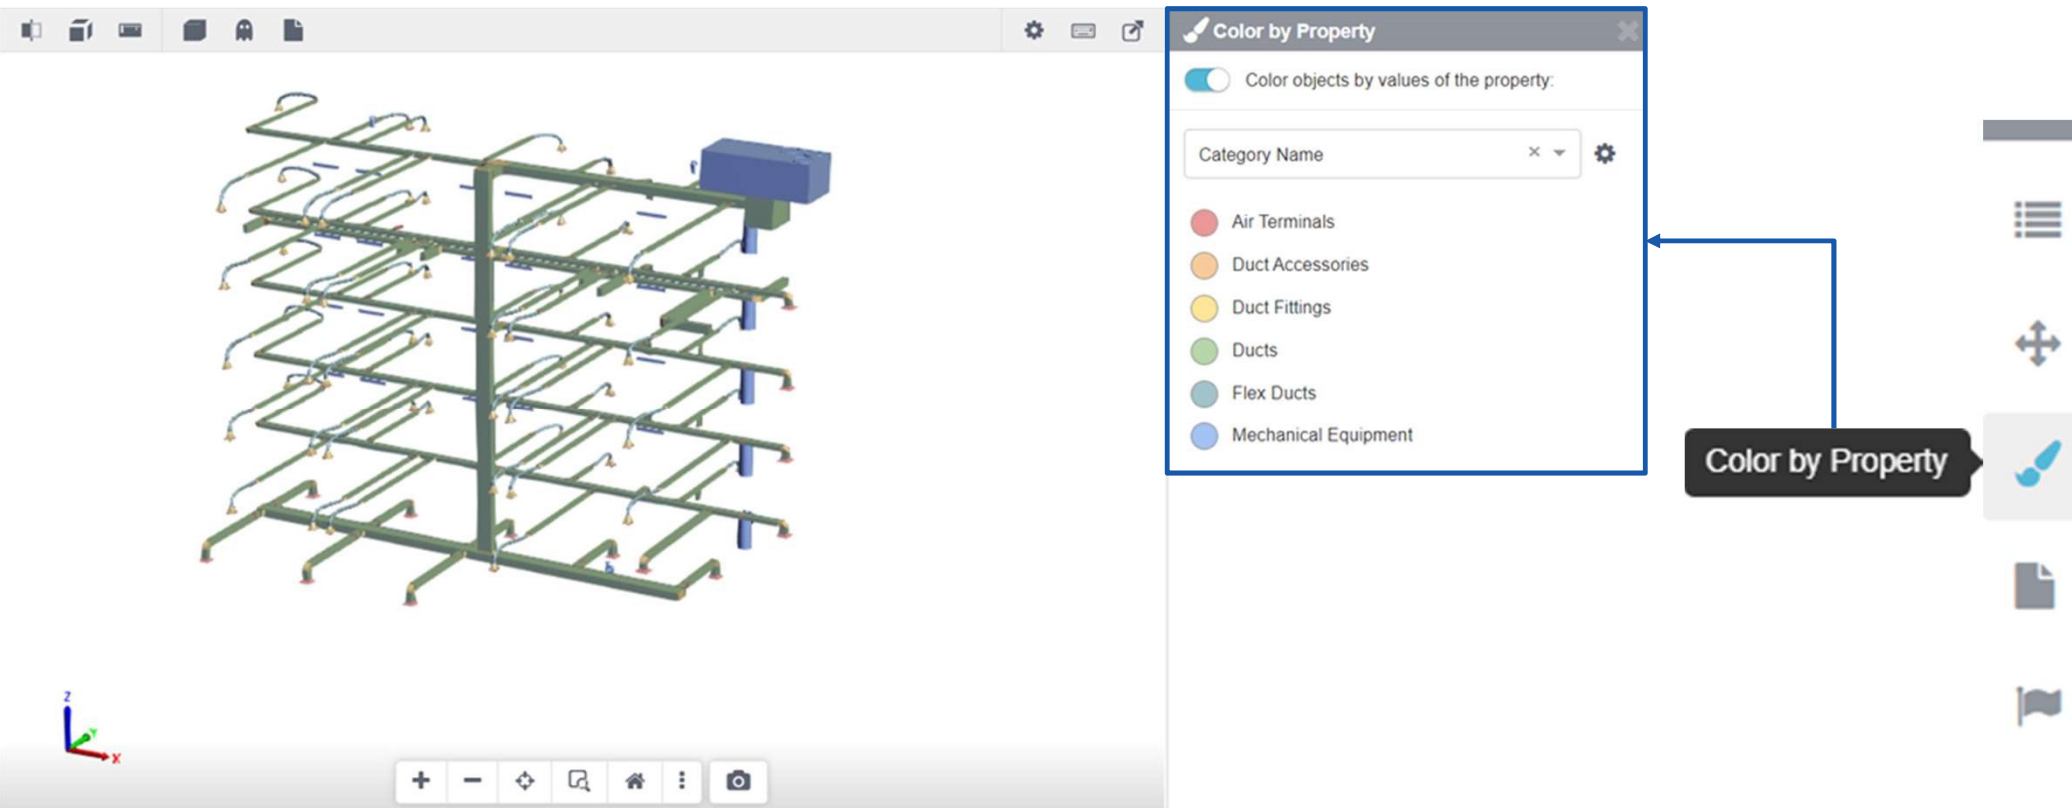 Color by Property
Color objects by values of the property:
Category Name
Air Terminals
Duct Accessories
Duct Fittings
Ducts
Flex Ducts
Mechanical Equipment
Color by Property
Z
Y
X